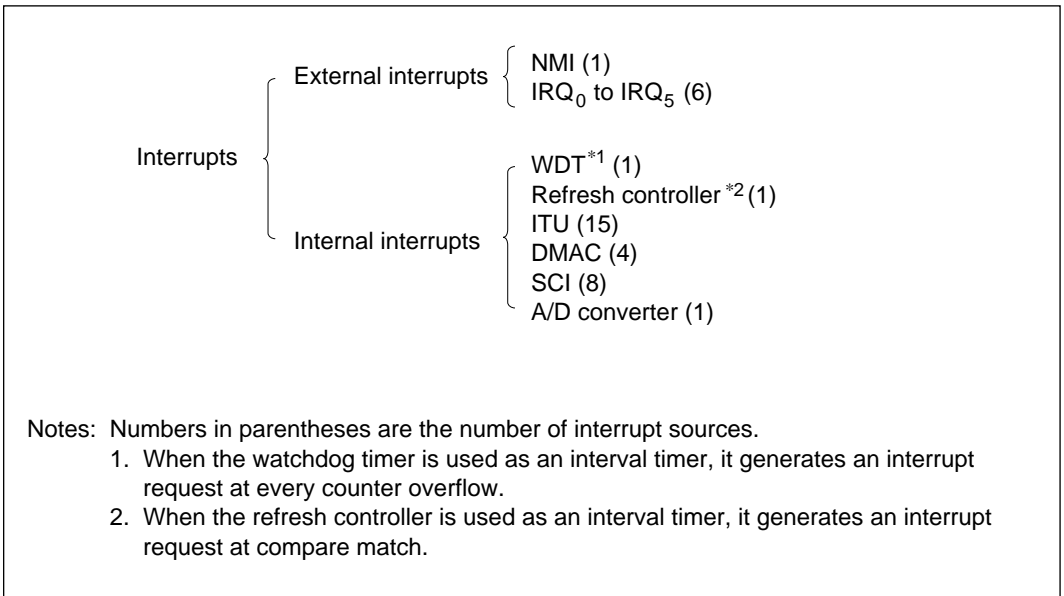 External interrupts
NMI (1)
IRQ0 to IRQ5 (6)
Interrupts
Internal interrupts
WDT*1 (1)
Refresh controller*2 (1)
ITU (15)
DMAC (4)
SCI (8)
A/D converter (1)
Notes: Numbers in parentheses are the number of interrupt sources.
1. When the watchdog timer is used as an interval timer, it generates an interrupt
request at every counter overflow.
2. When the refresh controller is used as an interval timer, it generates an interrupt
request at compare match.